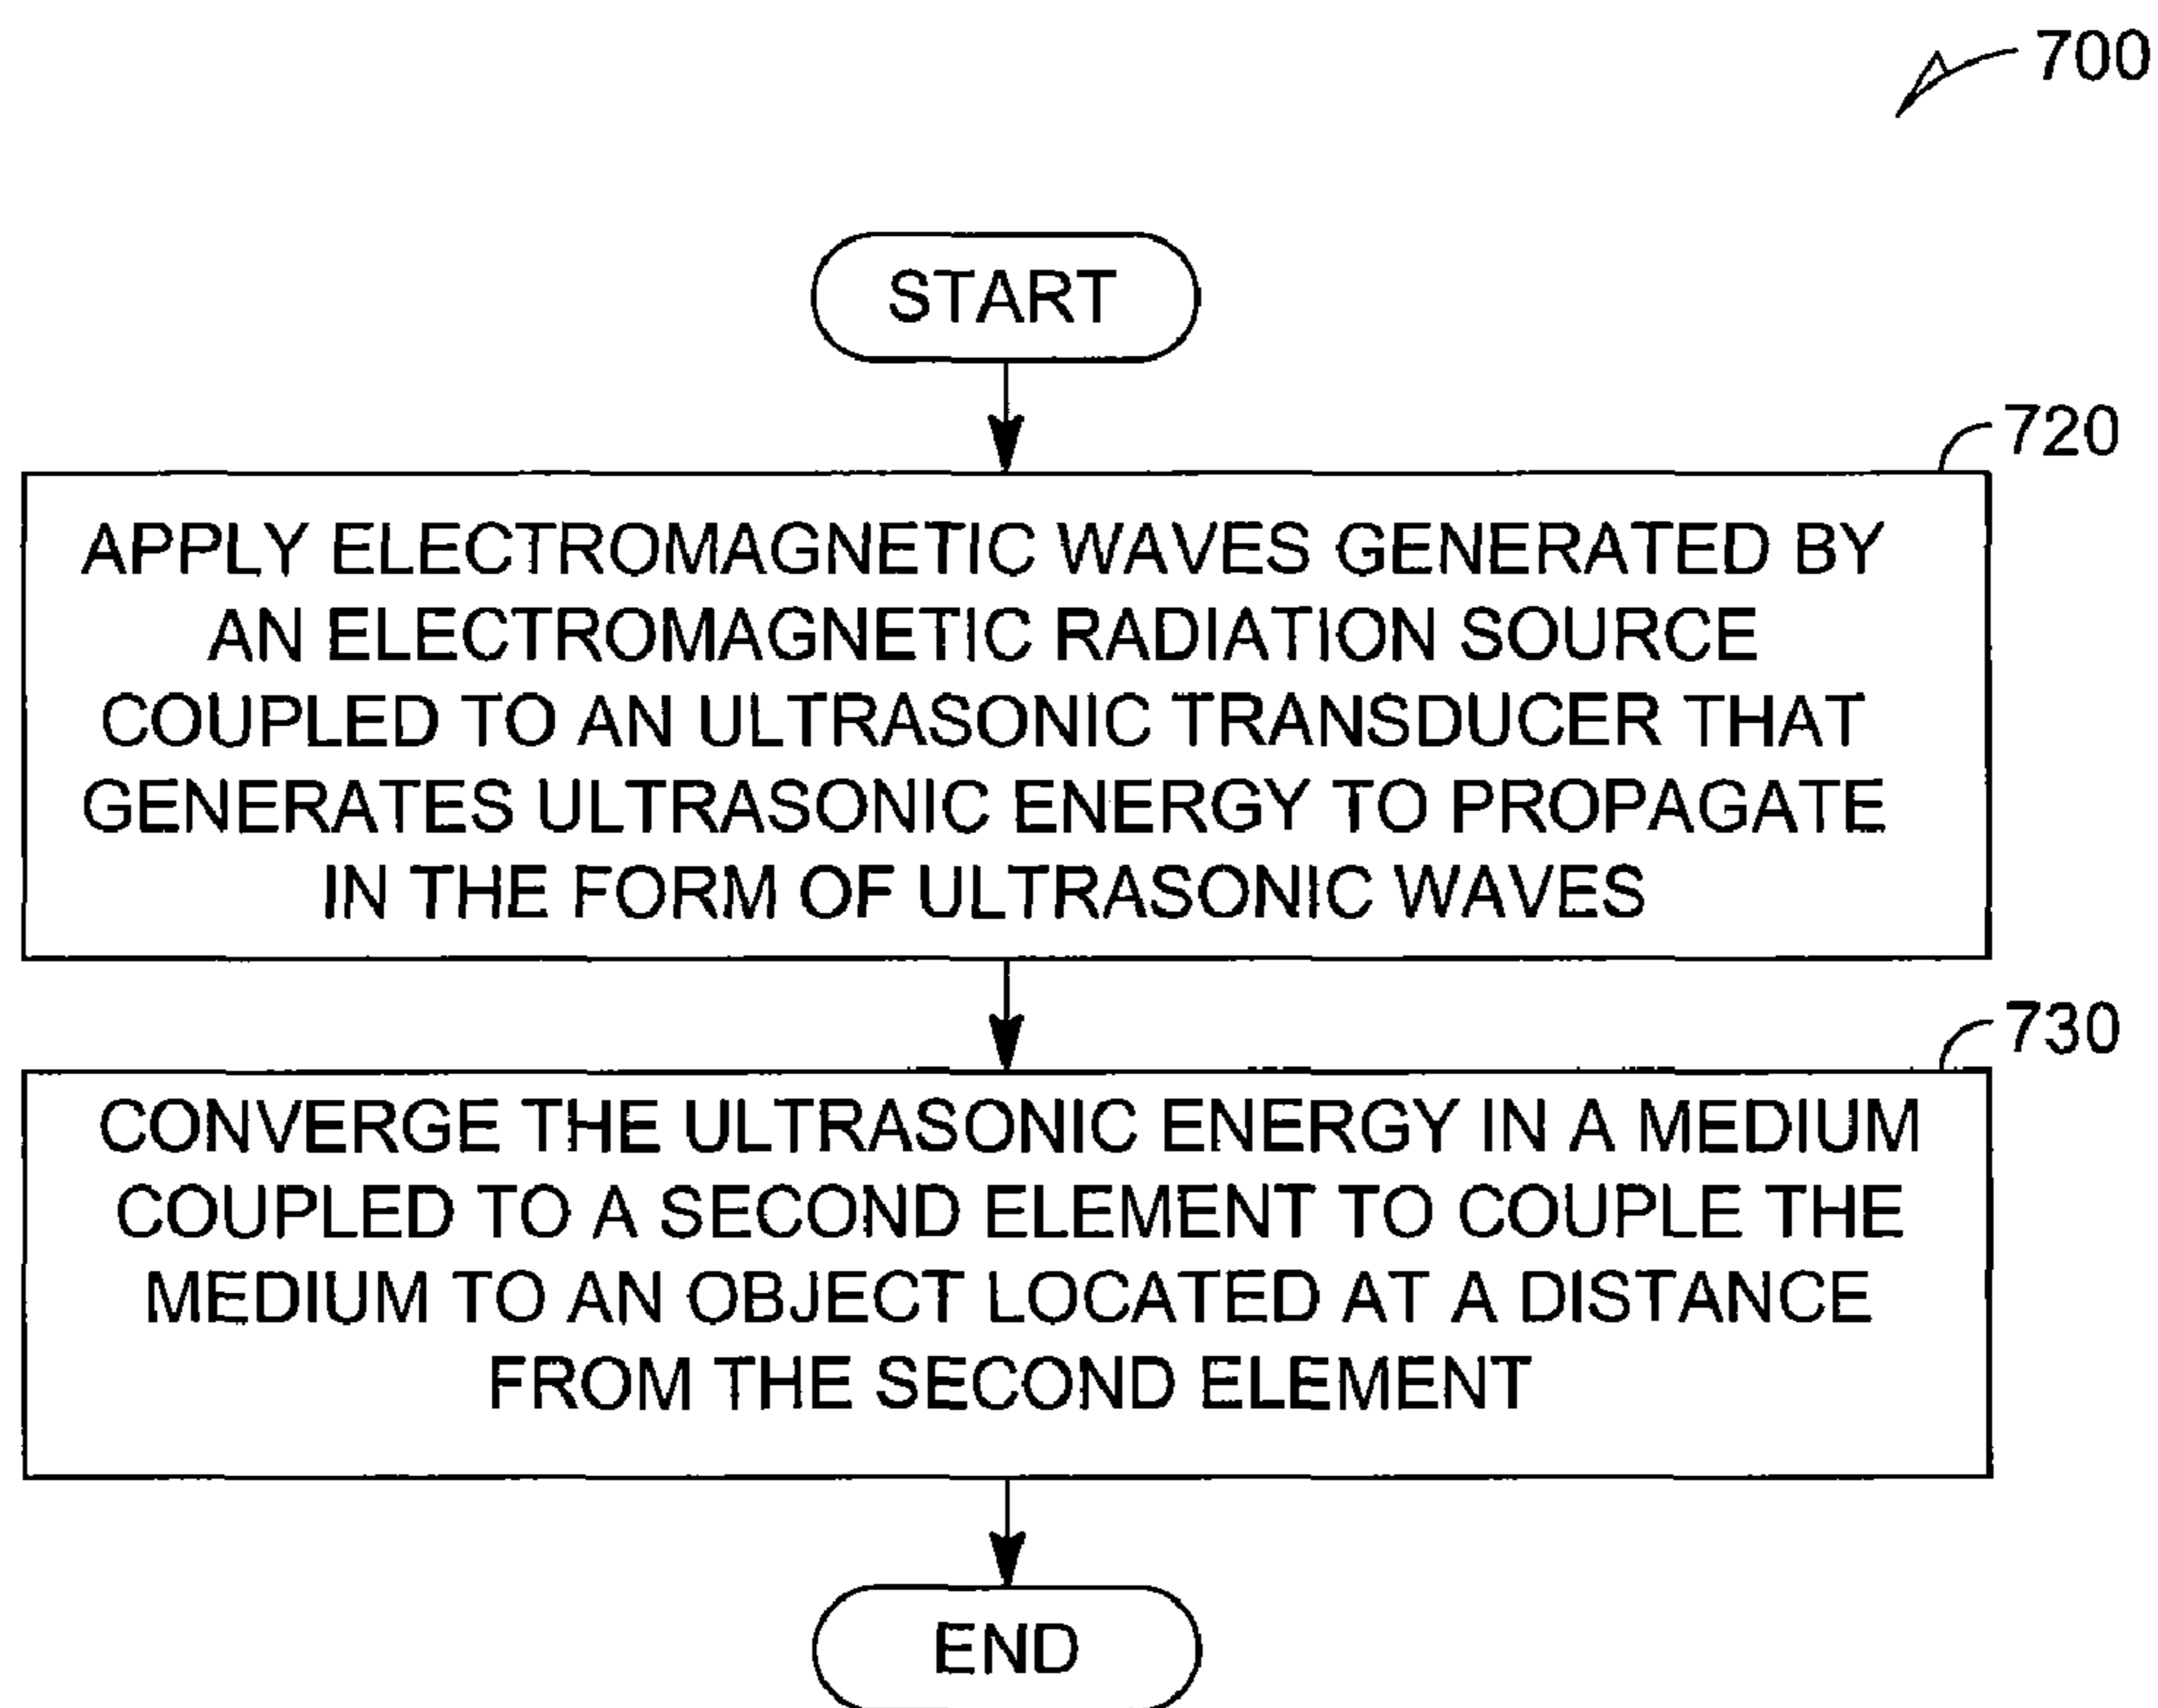 700
START
720
APPLY ELECTROMAGNETIC WAVES GENERATED BY
AN ELECTROMAGNETIC RADIATION SOURCE
COUPLED TO AN ULTRASONIC TRANSDUCER THAT
GENERATES ULTRASONIC ENERGY TO PROPAGATE
IN THE FORM OF ULTRASONIC WAVES
730
CONVERGE THE ULTRASONIC ENERGY IN A MEDIUM
COUPLED TO A SECOND ELEMENT TO COUPLE THE
MEDIUM TO AN OBJECT LOCATED AT A DISTANCE
FROM THE SECOND ELEMENT
END